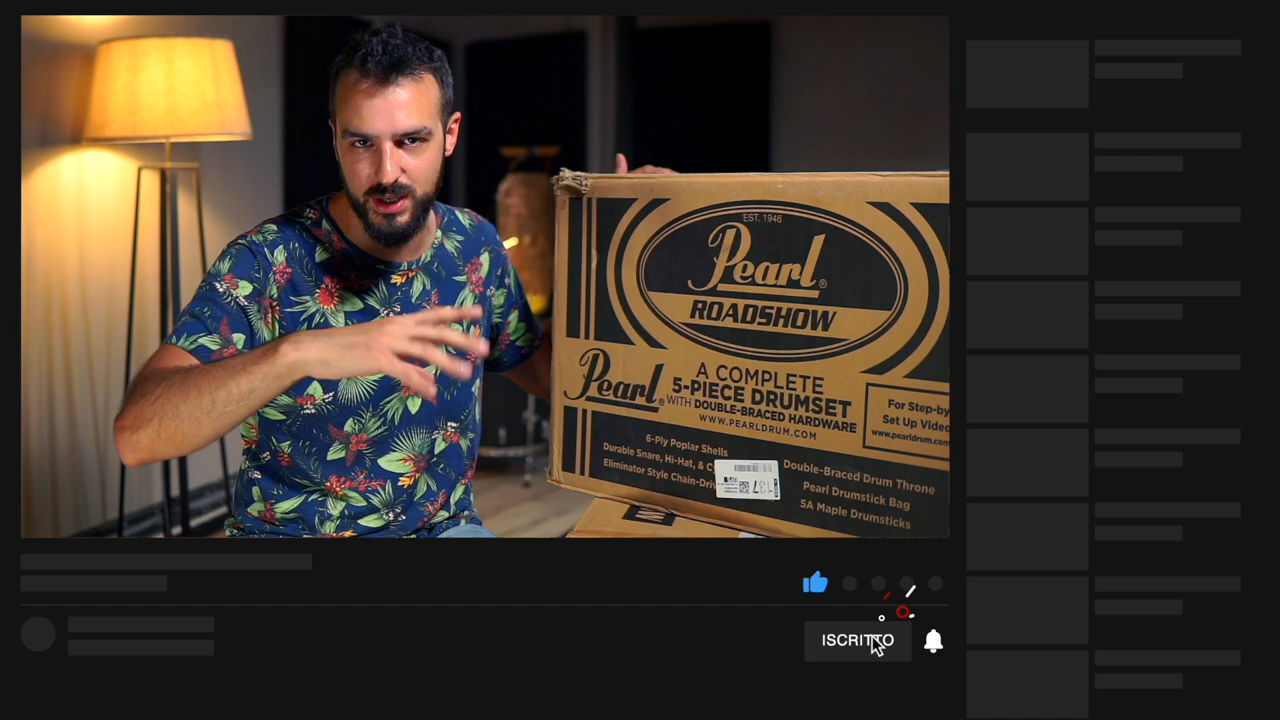 EST. 1946
Pearl®
ROADSHOW
Pearl®
A COMPLETE
5-PIECE DRUMSET
WITH DOUBLE-BRACED HARDWARE
WWW.PEARLDRUM.COM
For Step-by
Set Up Video
www.pearldrum.com
6-Ply Poplar Shells
Durable Snare, Hi-Hat, &
Eliminator Style Chain-Driv
Double-Braced Drum Throne
Pearl Drumstick Bag
5A Maple Drumsticks
37
ISCRITTO